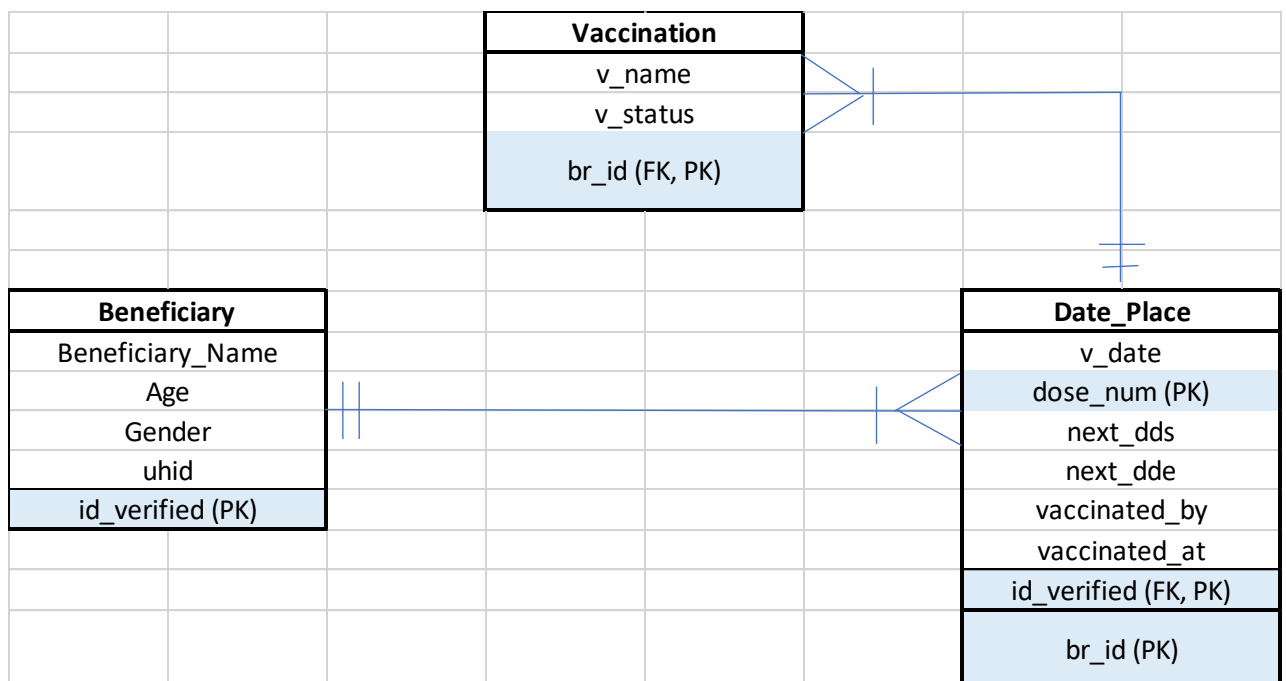 Vaccination
v_name
v_status
br_id (FK, PK)
Beneficiary
Beneficiary_Name
Age
Gender
uhid
id_verified (PK)
Date_Place
v_date
dose_num (PK)
next_dds
next_dde
vaccinated_by
vaccinated_at
id_verified (FK, PK)
br_id (PK)